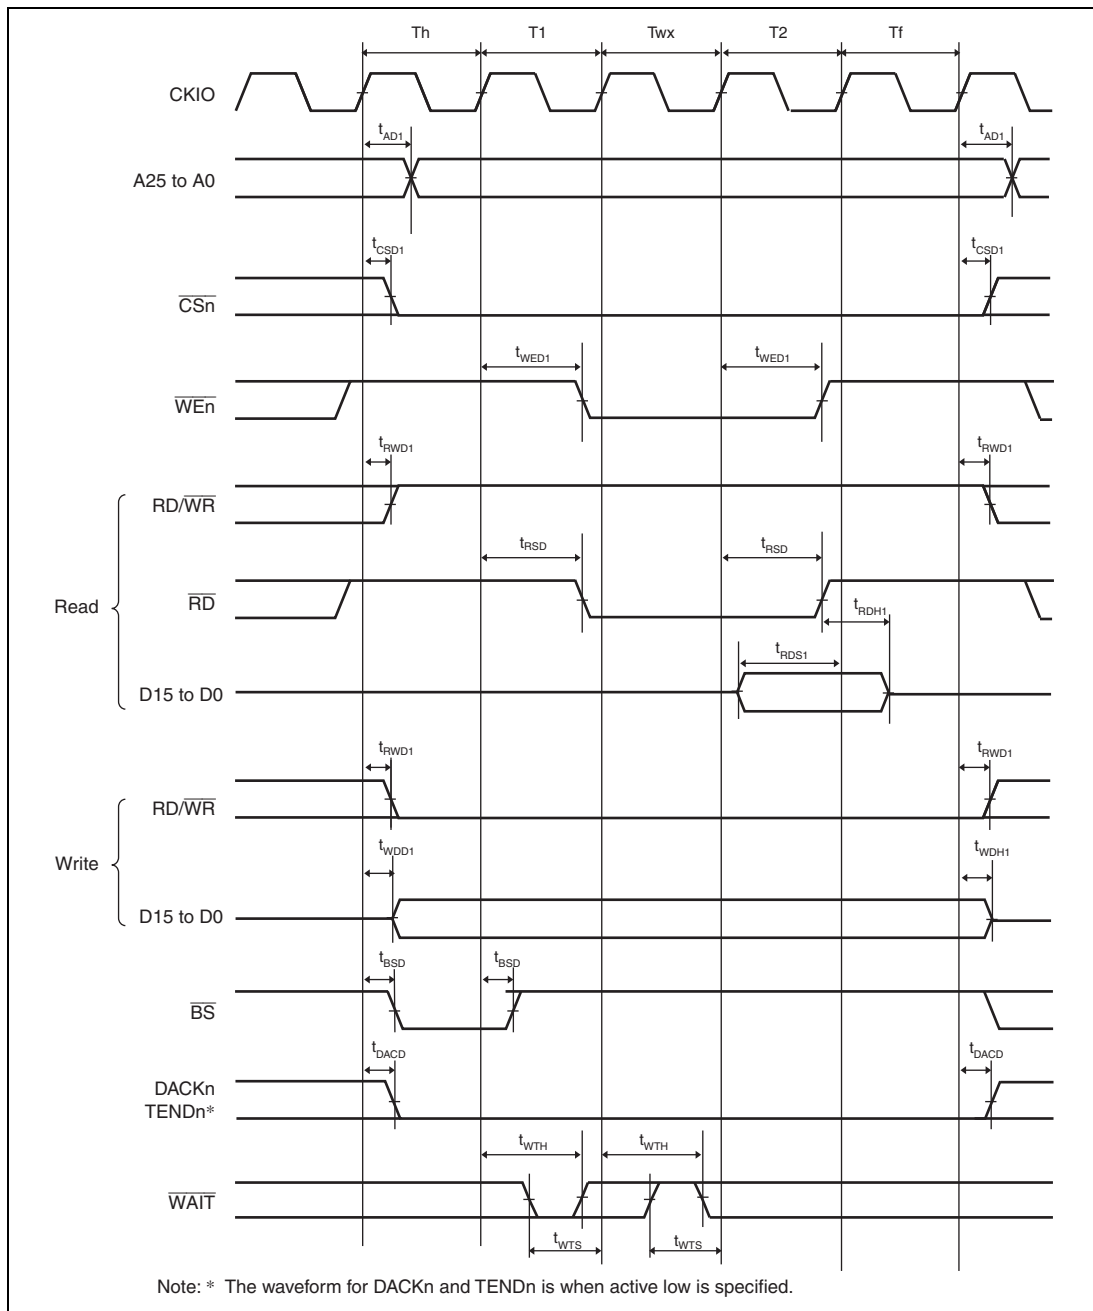 Th T1 Twx T2 Tf
CKIO
tAD1 tAD1
A25 to A0
tCSD1 tCSD1
CSn
tWED1 tWED1
WEn
tRWD1 tRWD1
RD/WR
tRSD tRSD
Read
RD
tRDH1
tRDS1
D15 to D0
tRWD1 tRWD1
RD/WR
Write
tWDD1 tWDH1
D15 to D0
tBSD tBSD
BS
tDACD tDACD
DACKn
TENDn*
tWTH tWTH
WAIT
tWTS tWTS
Note: * The waveform for DACKn and TENDn is when active low is specified.